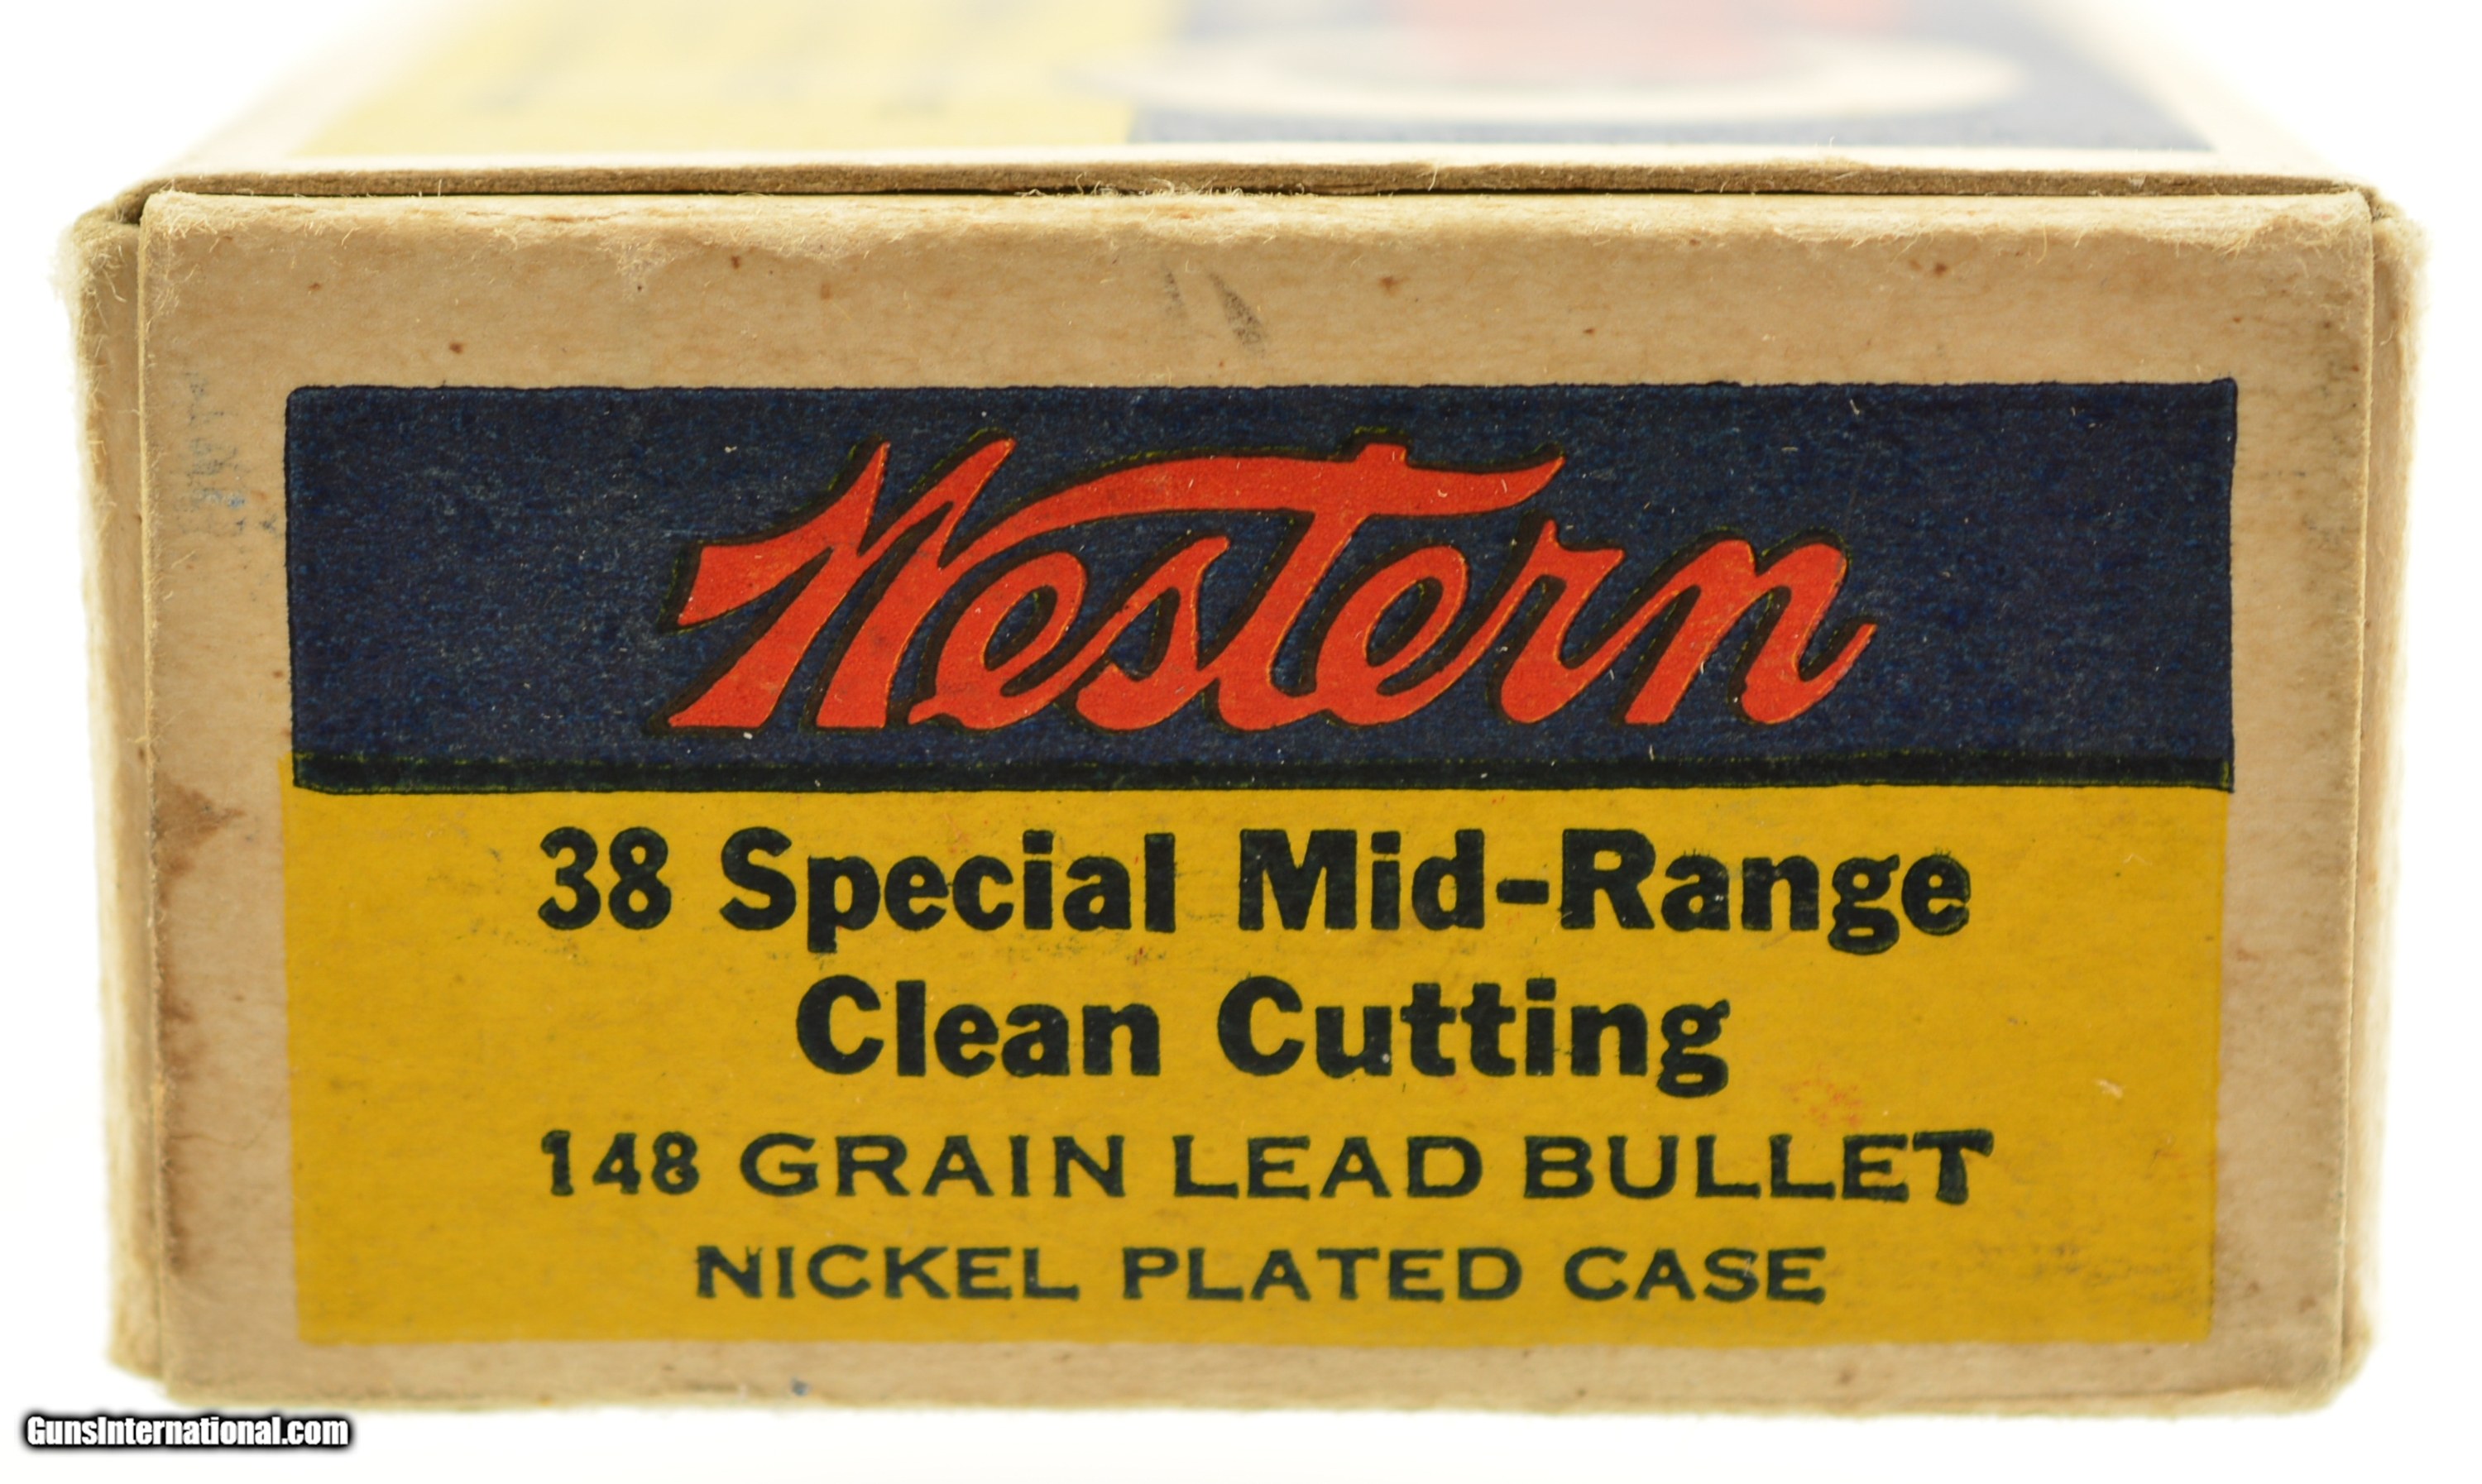 Western
38 Special Mid-Range
Clean Cutting
148 GRAIN LEAD BULLET
NICKEL PLATED CASE
GunsInternational.com